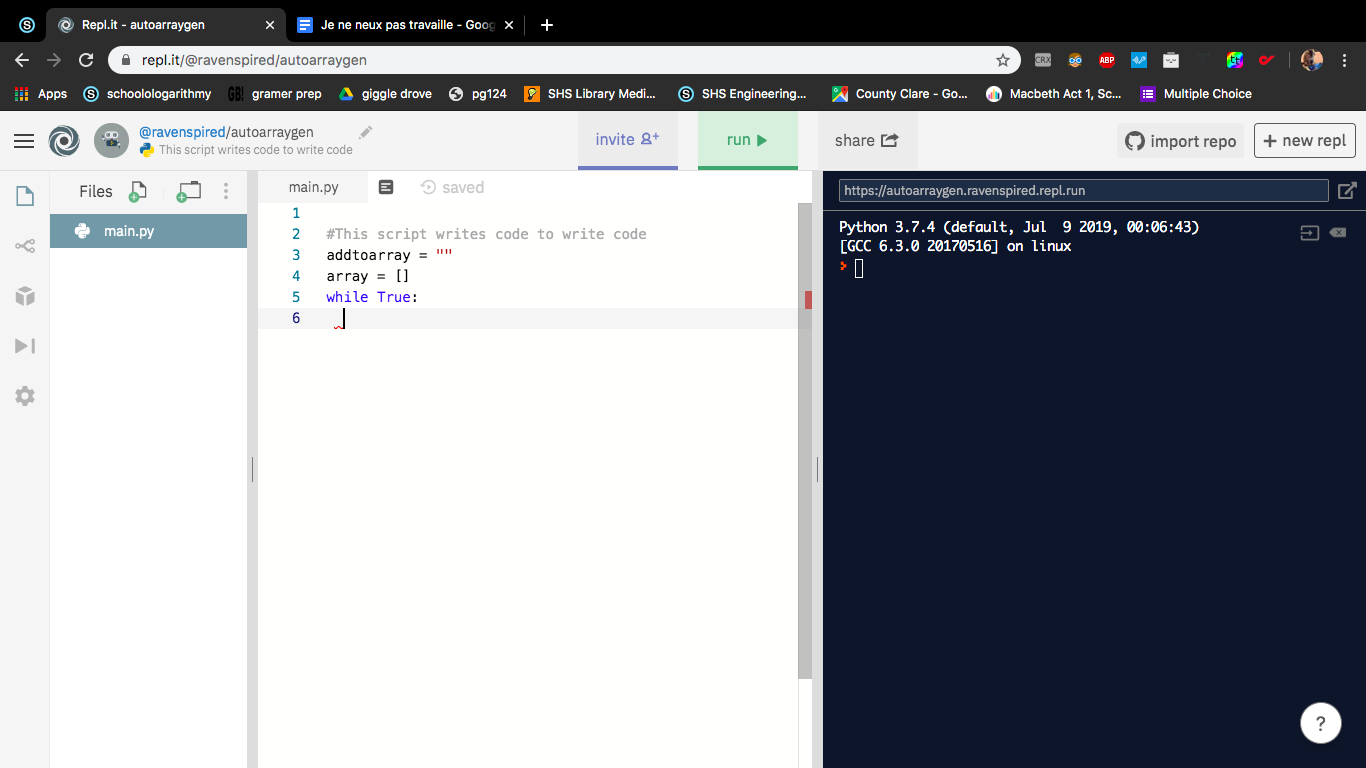 Repl.it - autoarraygen
Je ne neux pas travaille - Goog
repl.it/@ravenspired/autoarraygen
CRX
ABP
Apps
schoolologarithmy
GB!
gramer prep
giggle drove
pg124
SHS Library Medi...
SHS Engineering...
County Clare - Go...
Macbeth Act 1, Sc...
Multiple Choice
@ravenspired/autoarraygen
This script writes code to write code
invite
run
share
import repo
+ new repl
Files
main.py
main.py
saved
1
2 #This script writes code to write code
3 addtoarray = ""
4 array = []
5 while True:
6
https://autoarraygen.ravenspired.repl.run
Python 3.7.4 (default, Jul  9 2019, 00:06:43)
[GCC 6.3.0 20170516] on linux
?